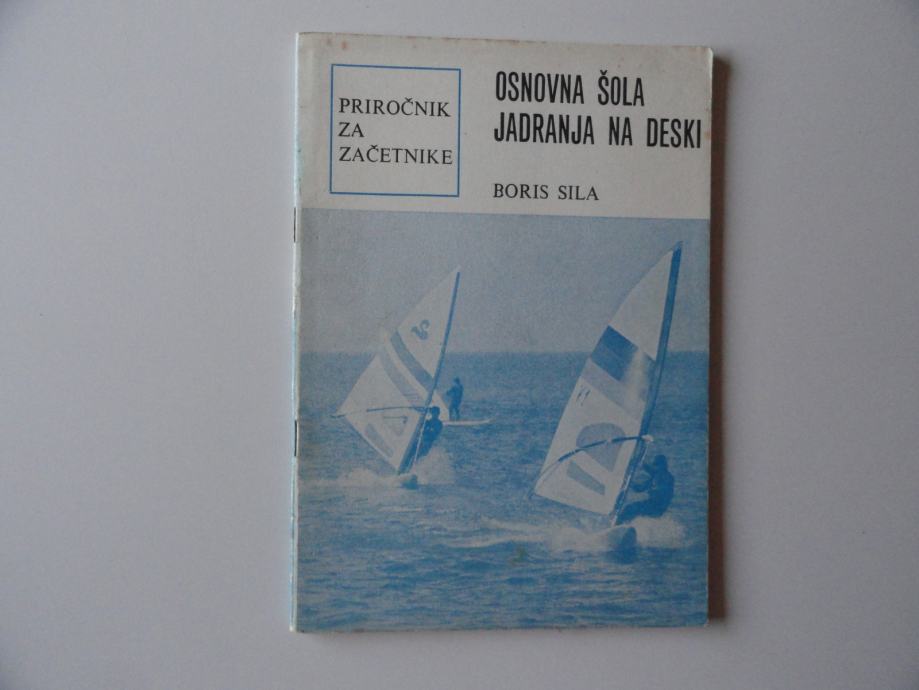 PRIROČNIK
ZA
ZAČETNIKE
OSNOVNA ŠOLA
JADRANJA NA DESKI
BORIS SILA